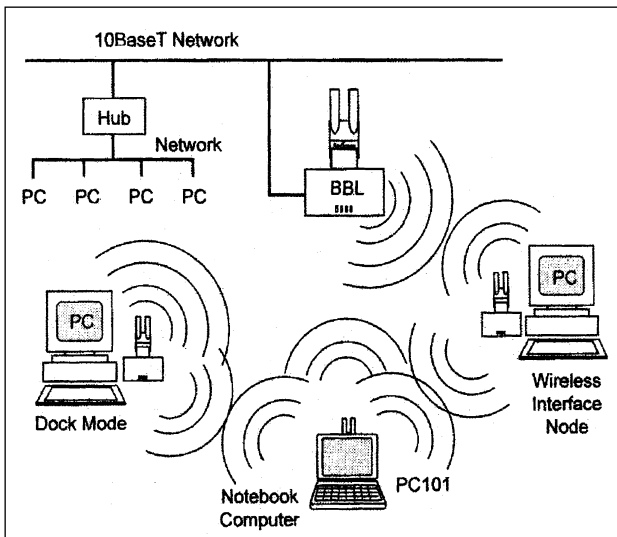 10BaseT Network
Hub
Network
PC PC PC PC
BBL
PC
PC
Dock Mode
Wireless
Interface
Node
Notebook
Computer
PC101